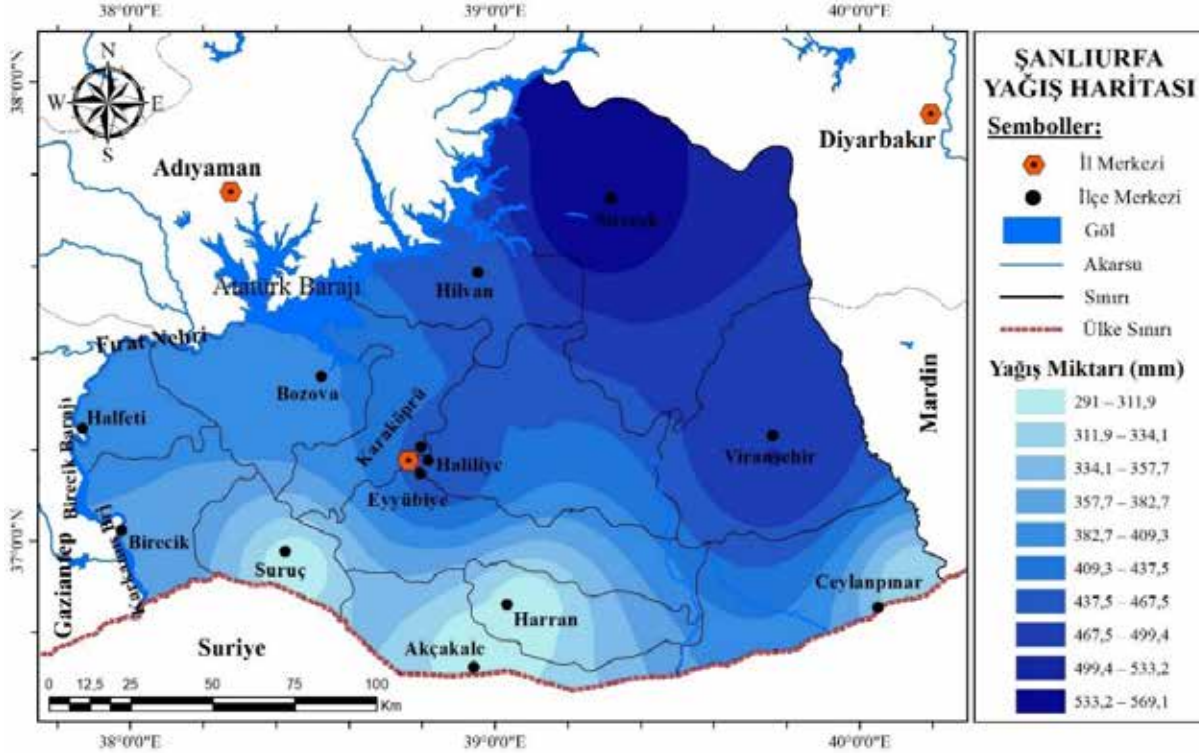 38°0'0"E
39°0'0"E
40°0'0"E
38°0'0"N
37°0'0"N
N
W
E
S
Adıyaman
Diyarbakır
Siverek
Atatürk Barajı
Hilvan
Fırat Nehri
Bozova
Halfeti
Karaköprü
Haliliye
Eyyübiye
Viranşehir
Mardin
Birecik Barajı
Birecik
Gaziantep
Suruç
Ceylanpınar
Harran
Akçakale
Suriye
0 12,5 25 50 75 100
Km
38°0'0"E
39°0'0"E
40°0'0"E
ŞANLIURFA
YAĞIŞ HARİTASI
Semboller:
İl Merkezi
İlçe Merkezi
Göl
Akarsu
Sınırı
Ülke Sınırı
Yağış Miktarı (mm)
291 – 311,9
311,9 – 334,1
334,1 – 357,7
357,7 – 382,7
382,7 – 409,3
409,3 – 437,5
437,5 – 467,5
467,5 – 499,4
499,4 – 533,2
533,2 – 569,1